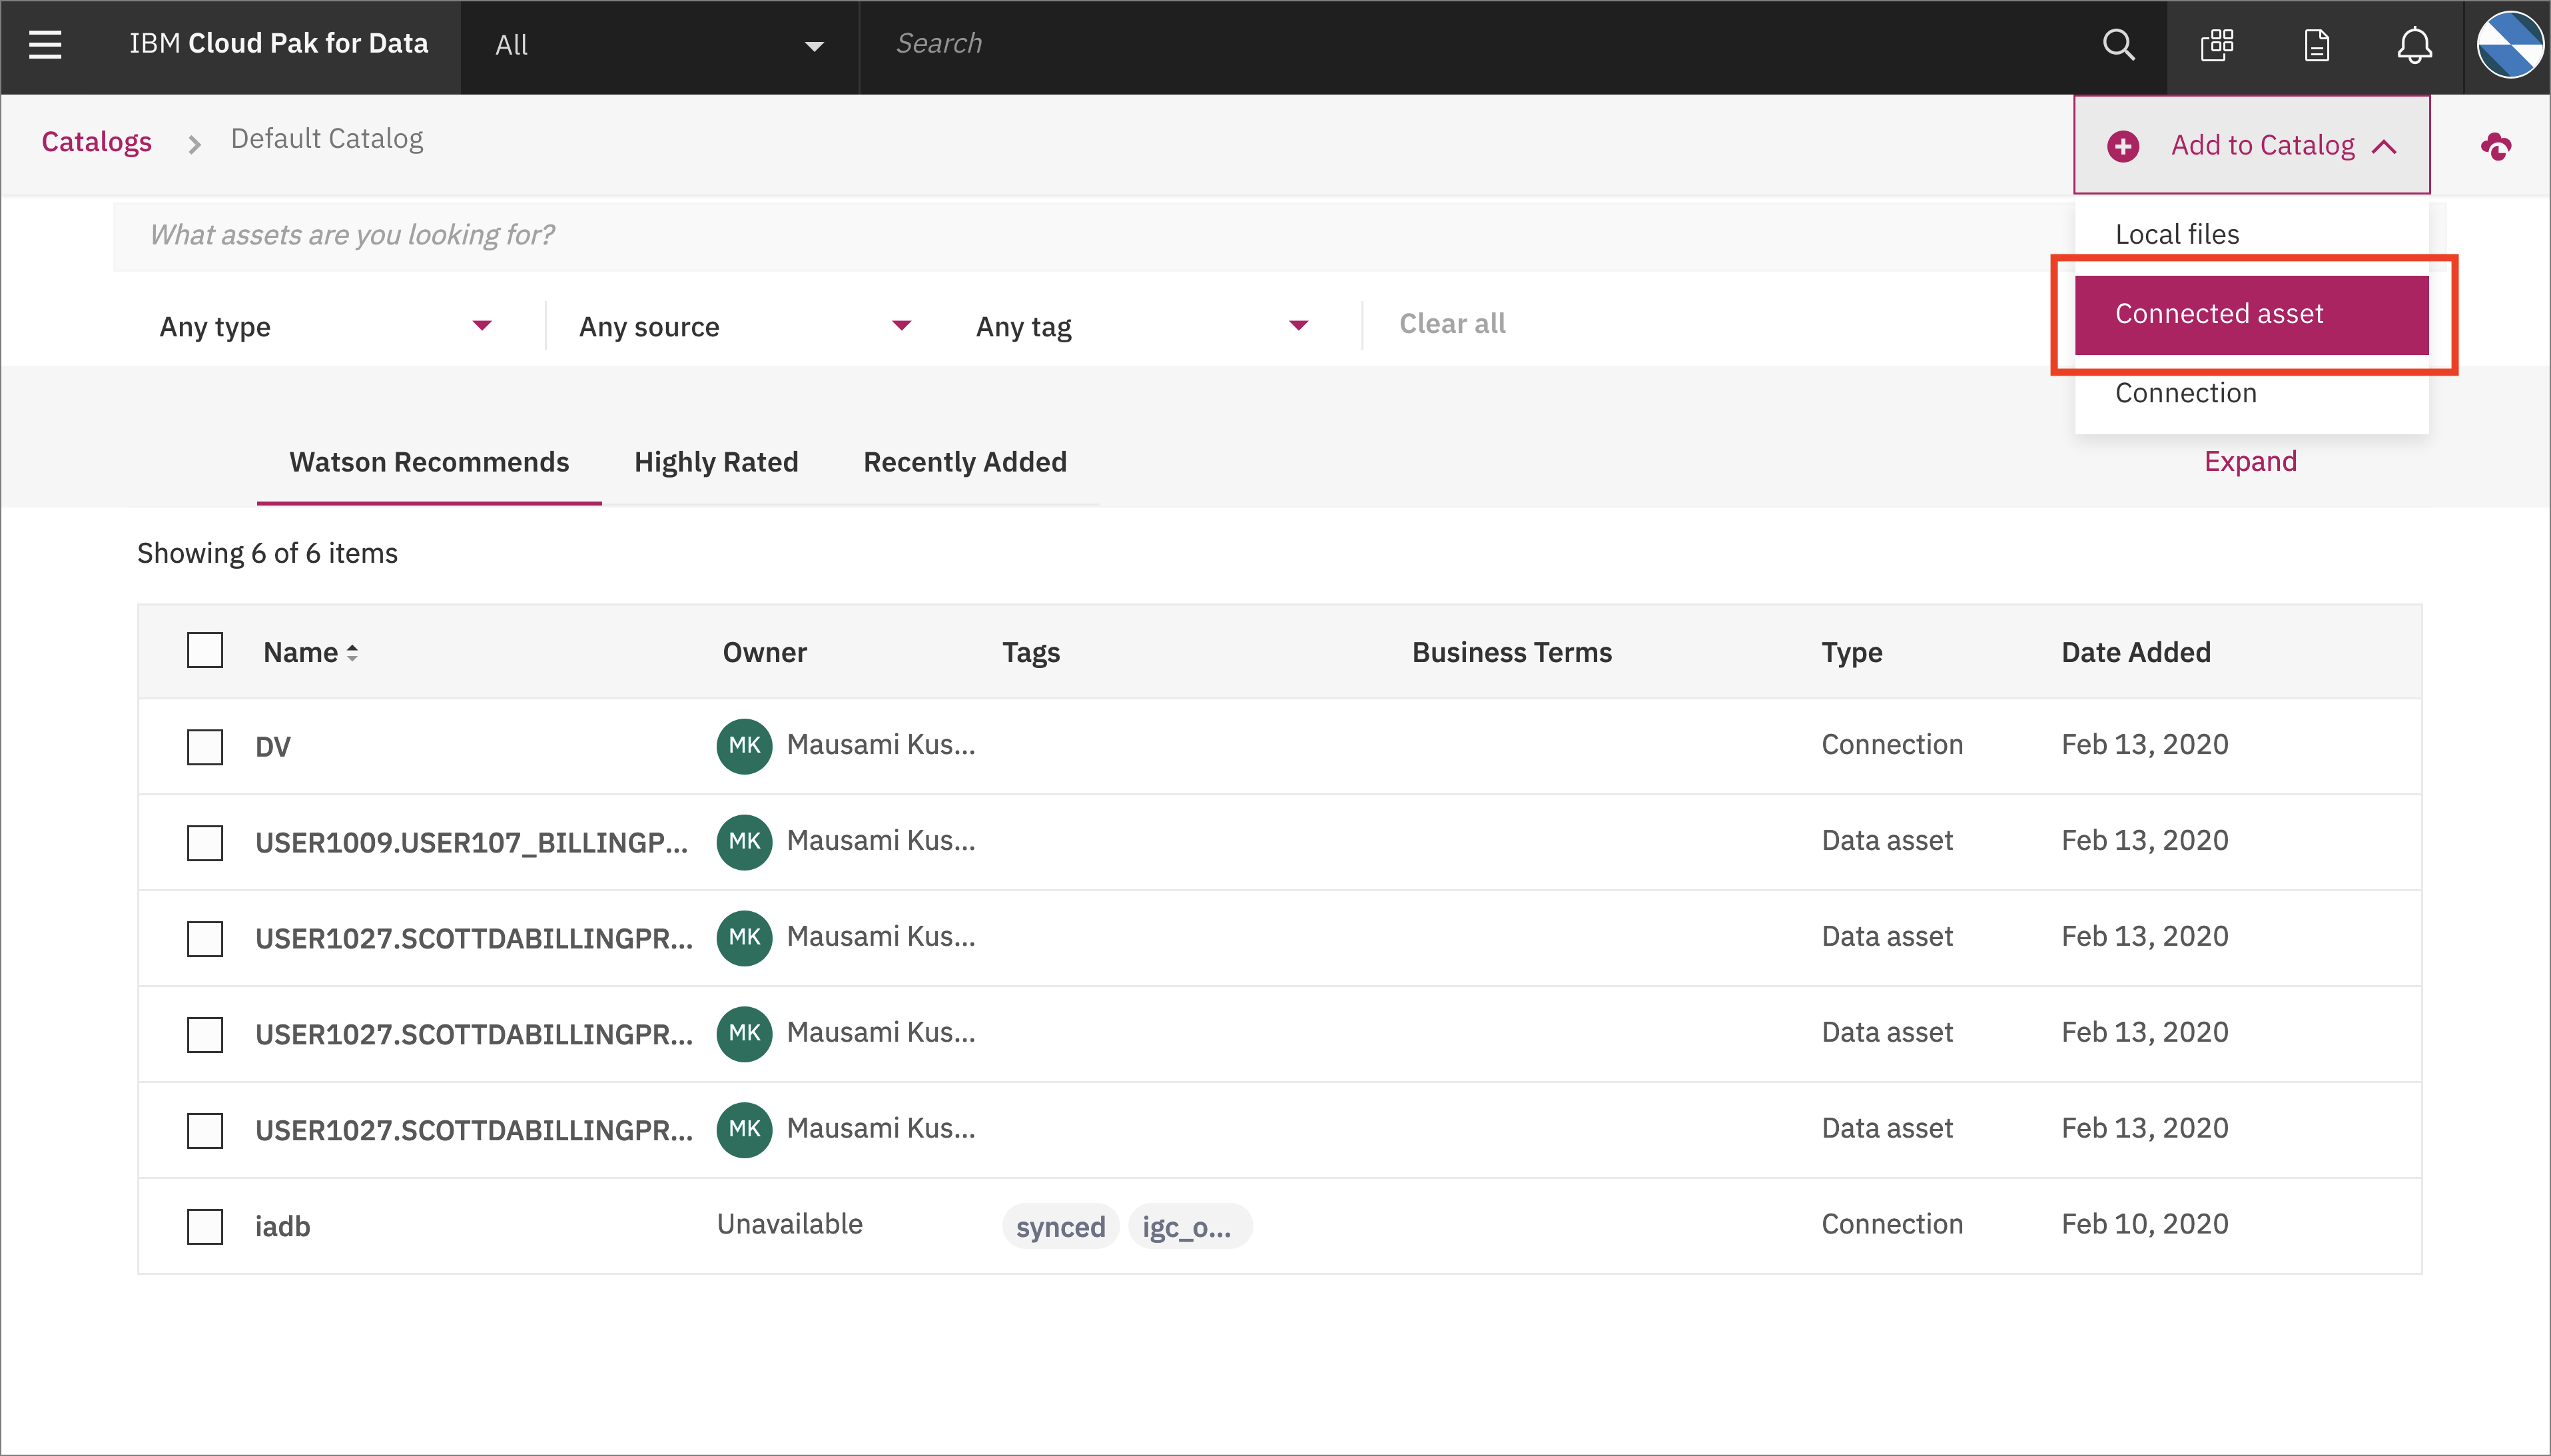 IBM Cloud Pak for Data
All
Search
Catalogs
Default Catalog
Add to Catalog
Local files
Connected asset
Connection
What assets are you looking for?
Any type
Any source
Any tag
Clear all
Watson Recommends
Highly Rated
Recently Added
Expand
Showing 6 of 6 items
Name Owner Tags Business Terms Type Date Added
DV MK Mausami Kus... Connection Feb 13, 2020
USER1009.USER107_BILLINGP... MK Mausami Kus... Data asset Feb 13, 2020
USER1027.SCOTTDABILLINGPR... MK Mausami Kus... Data asset Feb 13, 2020
USER1027.SCOTTDABILLINGPR... MK Mausami Kus... Data asset Feb 13, 2020
USER1027.SCOTTDABILLINGPR... MK Mausami Kus... Data asset Feb 13, 2020
iadb Unavailable synced igc_o... Connection Feb 10, 2020